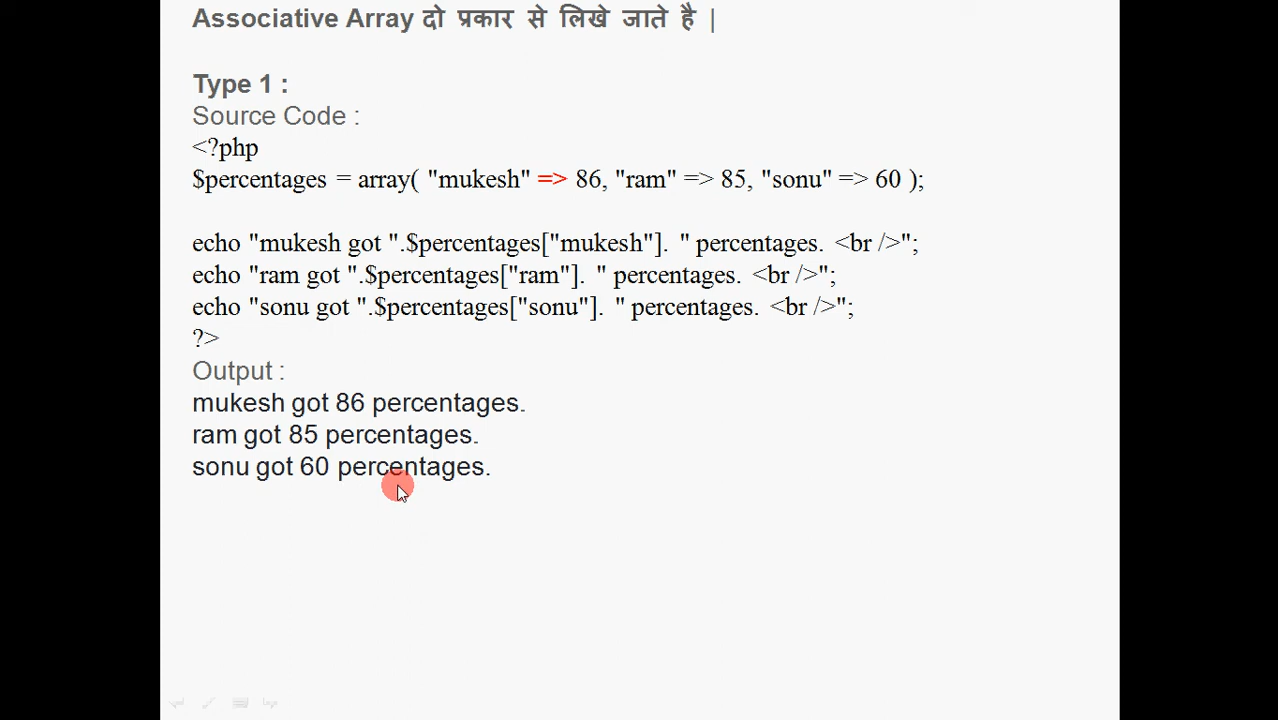 Associative Array दो प्रकार से लिखे जाते है |
Type 1 :
Source Code :
<?php
$percentages = array( "mukesh" => 86, "ram" => 85, "sonu" => 60 );
echo "mukesh got ".$percentages["mukesh"]. " percentages. <br />";
echo "ram got ".$percentages["ram"]. " percentages. <br />";
echo "sonu got ".$percentages["sonu"]. " percentages. <br />";
?>
Output :
mukesh got 86 percentages.
ram got 85 percentages.
sonu got 60 percentages.